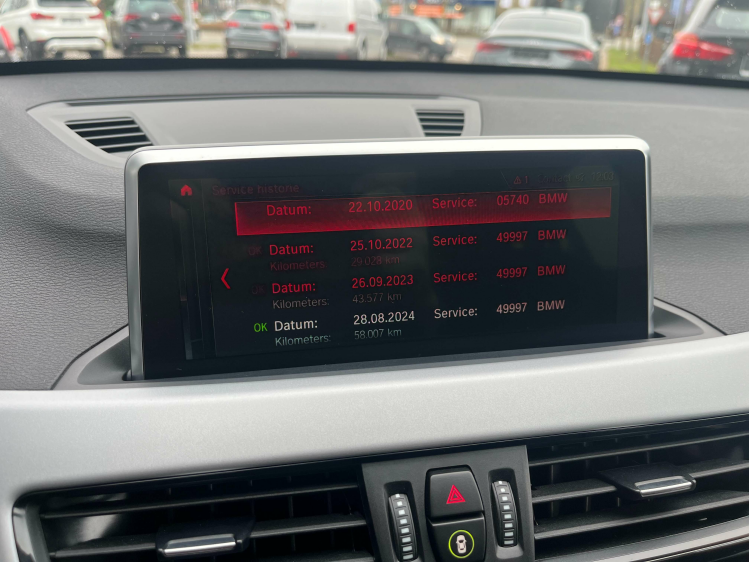 Service historie
Datum: 22.10.2020 Service: 05740 BMW
OK Datum: 25.10.2022 Service: 49997 BMW
Kilometers: 29.028 km
OK Datum: 26.09.2023 Service: 49997 BMW
Kilometers: 43.577 km
OK Datum: 28.08.2024 Service: 49997 BMW
Kilometers: 58.007 km